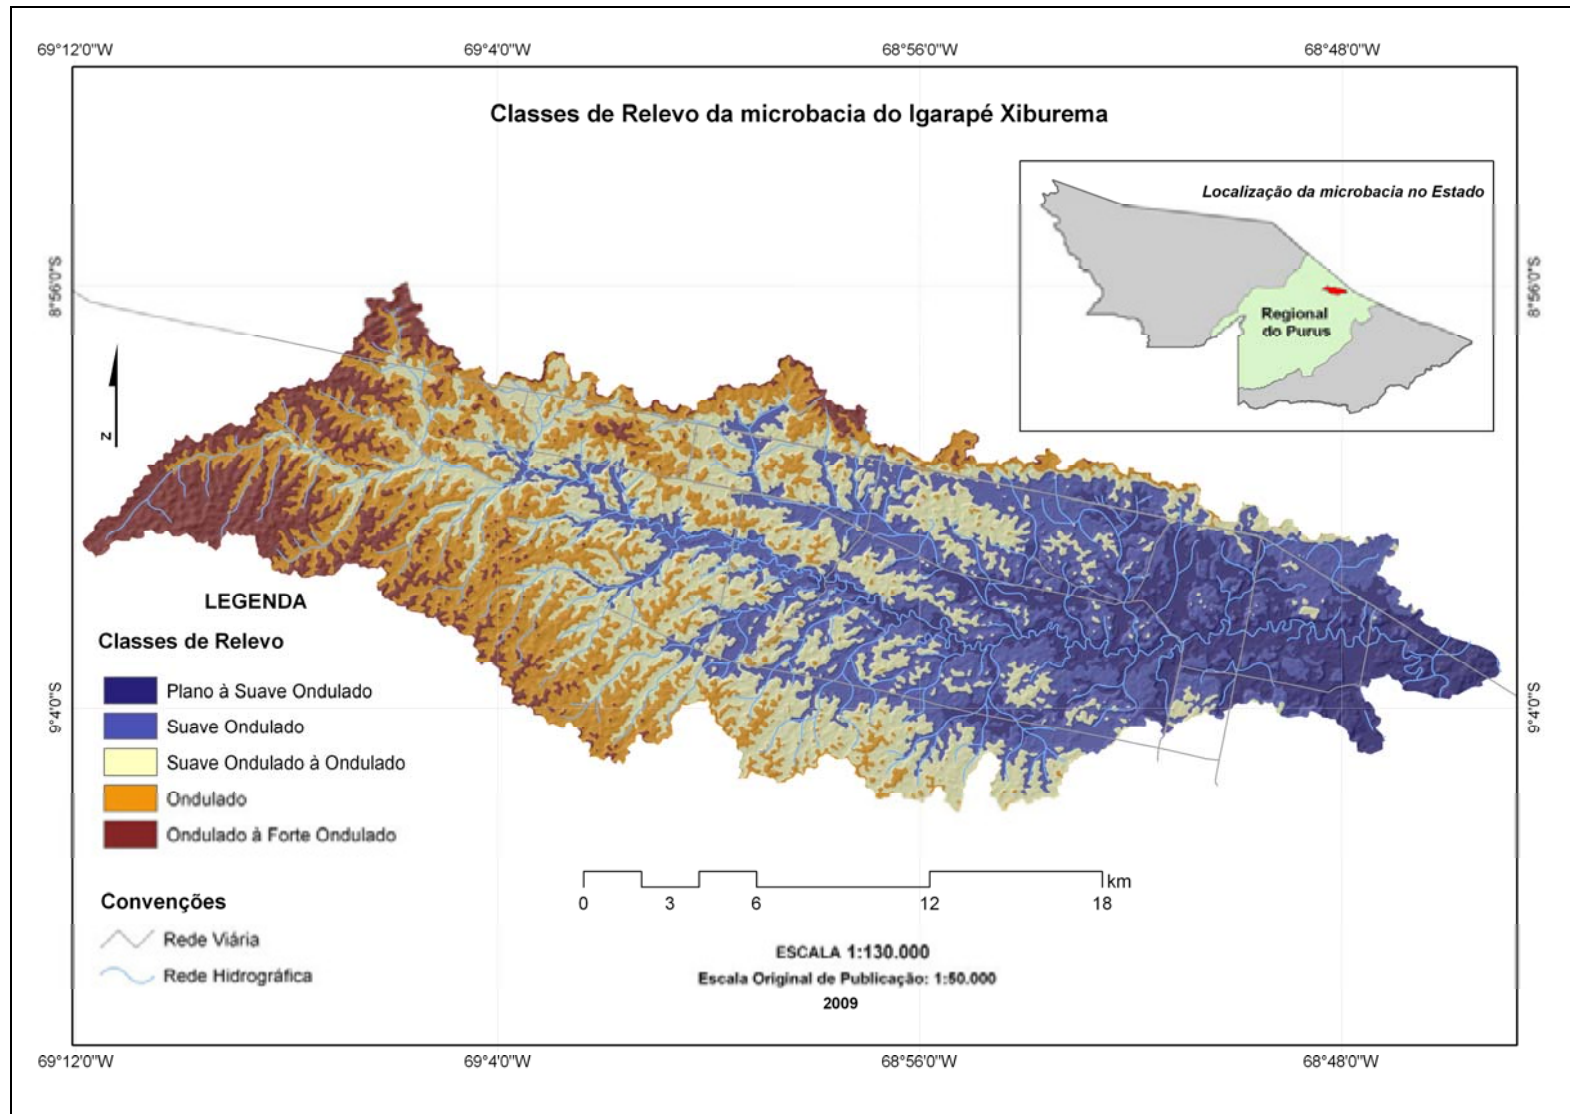 69°12'0"W 69°4'0"W 68°56'0"W 68°48'0"W
Classes de Relevo da microbacia do Igarapé Xiburema
Localização da microbacia no Estado
Regional
do Purus
8°56'0"S
8°56'0"S
N
LEGENDA
Classes de Relevo
Plano à Suave Ondulado
Suave Ondulado
Suave Ondulado à Ondulado
Ondulado
Ondulado à Forte Ondulado
9°4'0"S
9°4'0"S
Convenções
Rede Viária
Rede Hidrográfica
km
0 3 6 12 18
ESCALA 1:130.000
Escala Original de Publicação: 1:50.000
2009
69°12'0"W 69°4'0"W 68°56'0"W 68°48'0"W